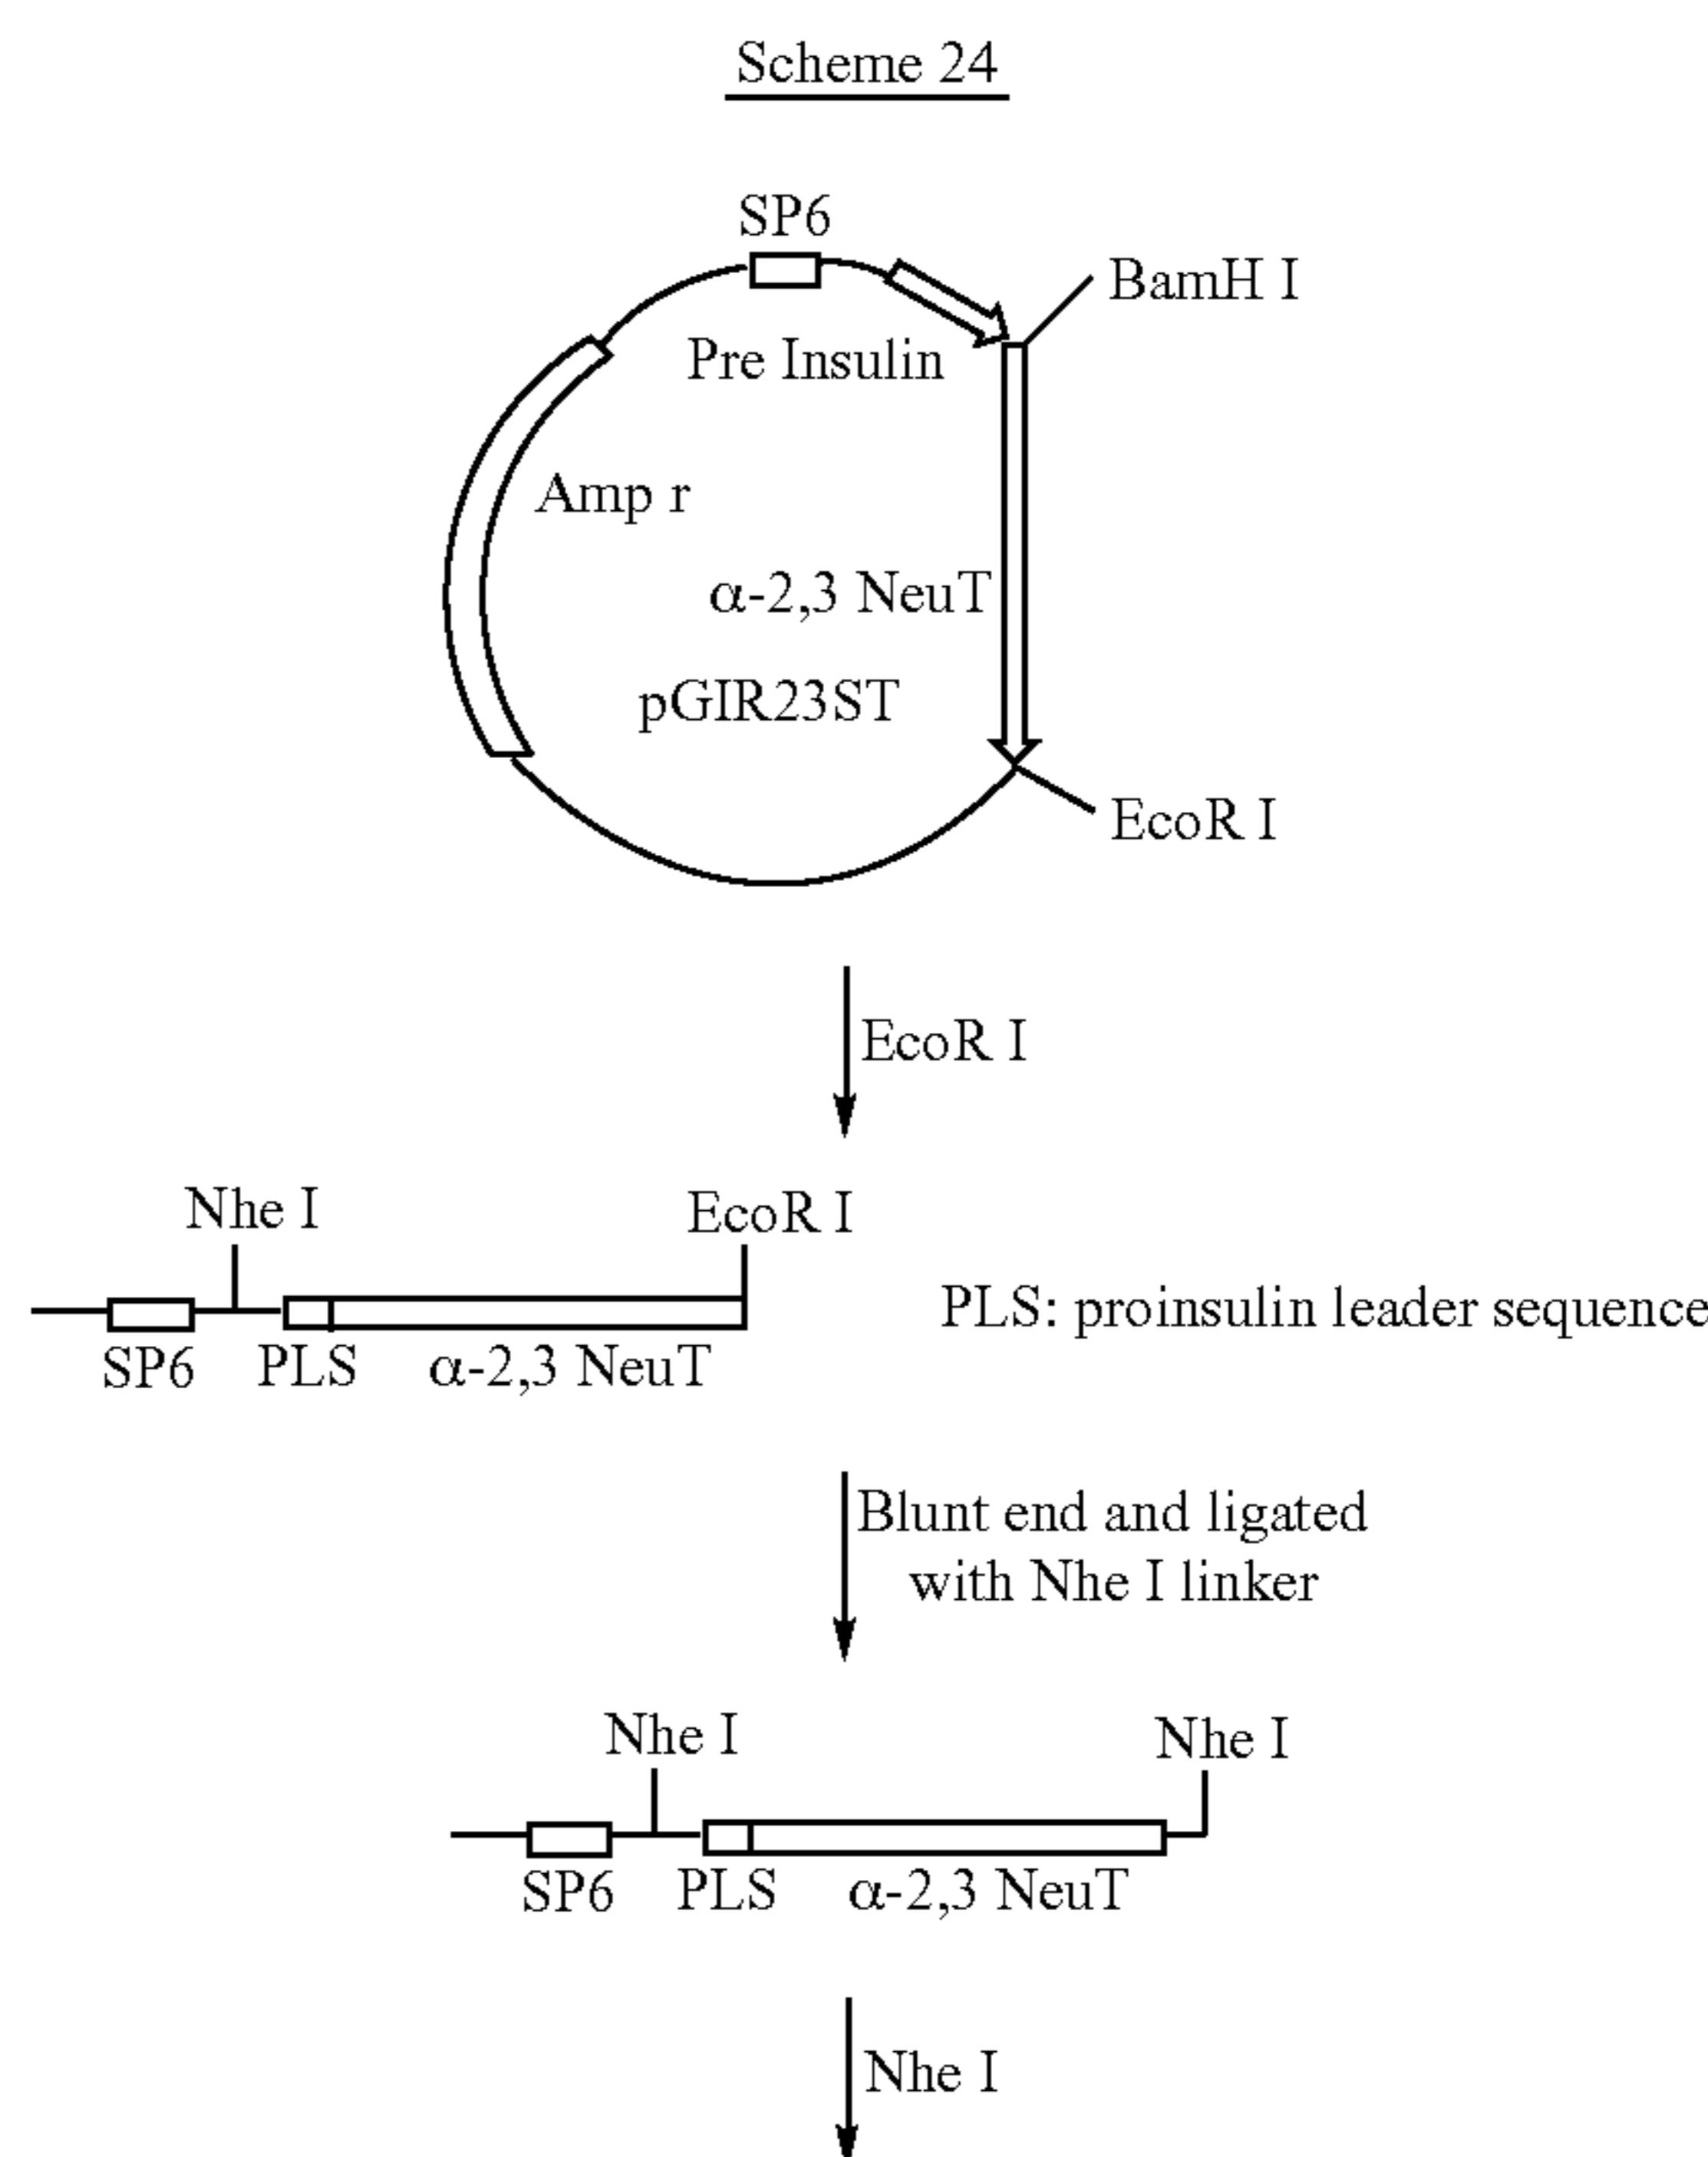 Scheme 24
SP6
BamH I
Pre Insulin
Amp r
α-2,3 NeuT
pGIR23ST
EcoR I
EcoR I
Nhe I
EcoR I
PLS: proinsulin leader sequence
SP6
PLS
α-2,3 NeuT
Blunt end and ligated
with Nhe I linker
Nhe I
Nhe I
SP6
PLS
α-2,3 NeuT
Nhe I